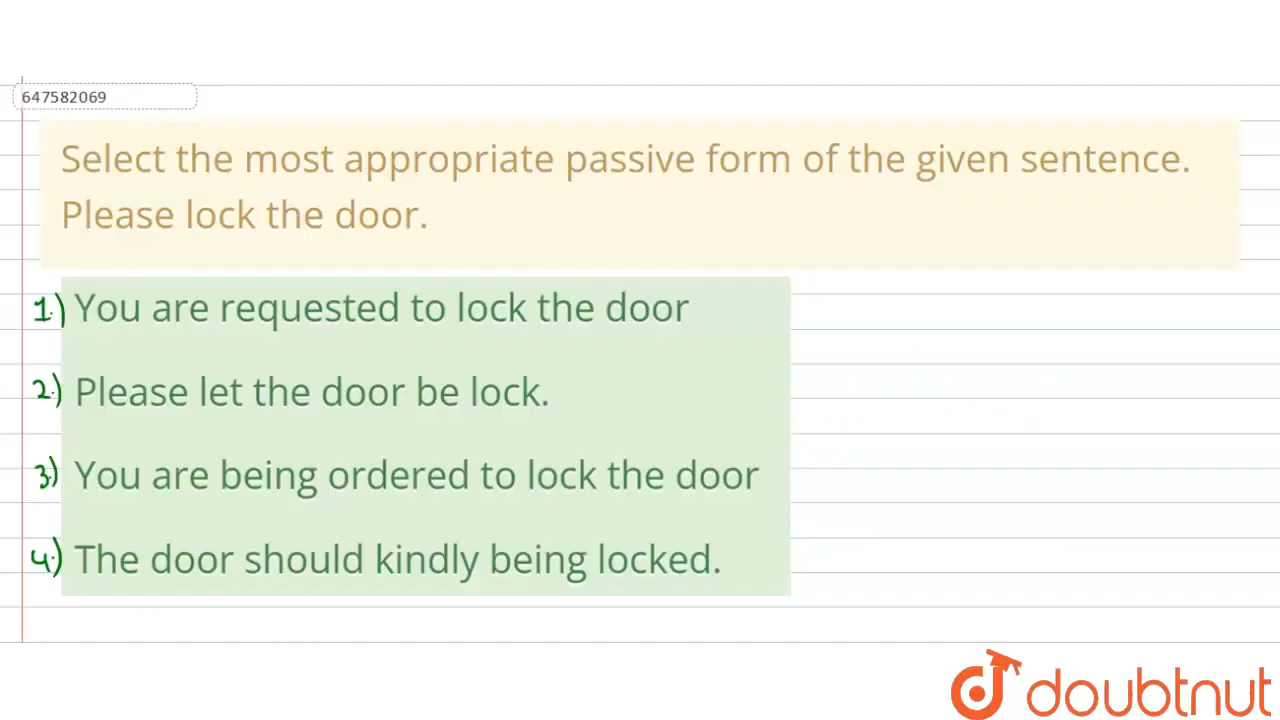 647582069
Select the most appropriate passive form of the given sentence.
Please lock the door.
1.) You are requested to lock the door
2.) Please let the door be lock.
3.) You are being ordered to lock the door
4.) The door should kindly being locked.
doubtnut